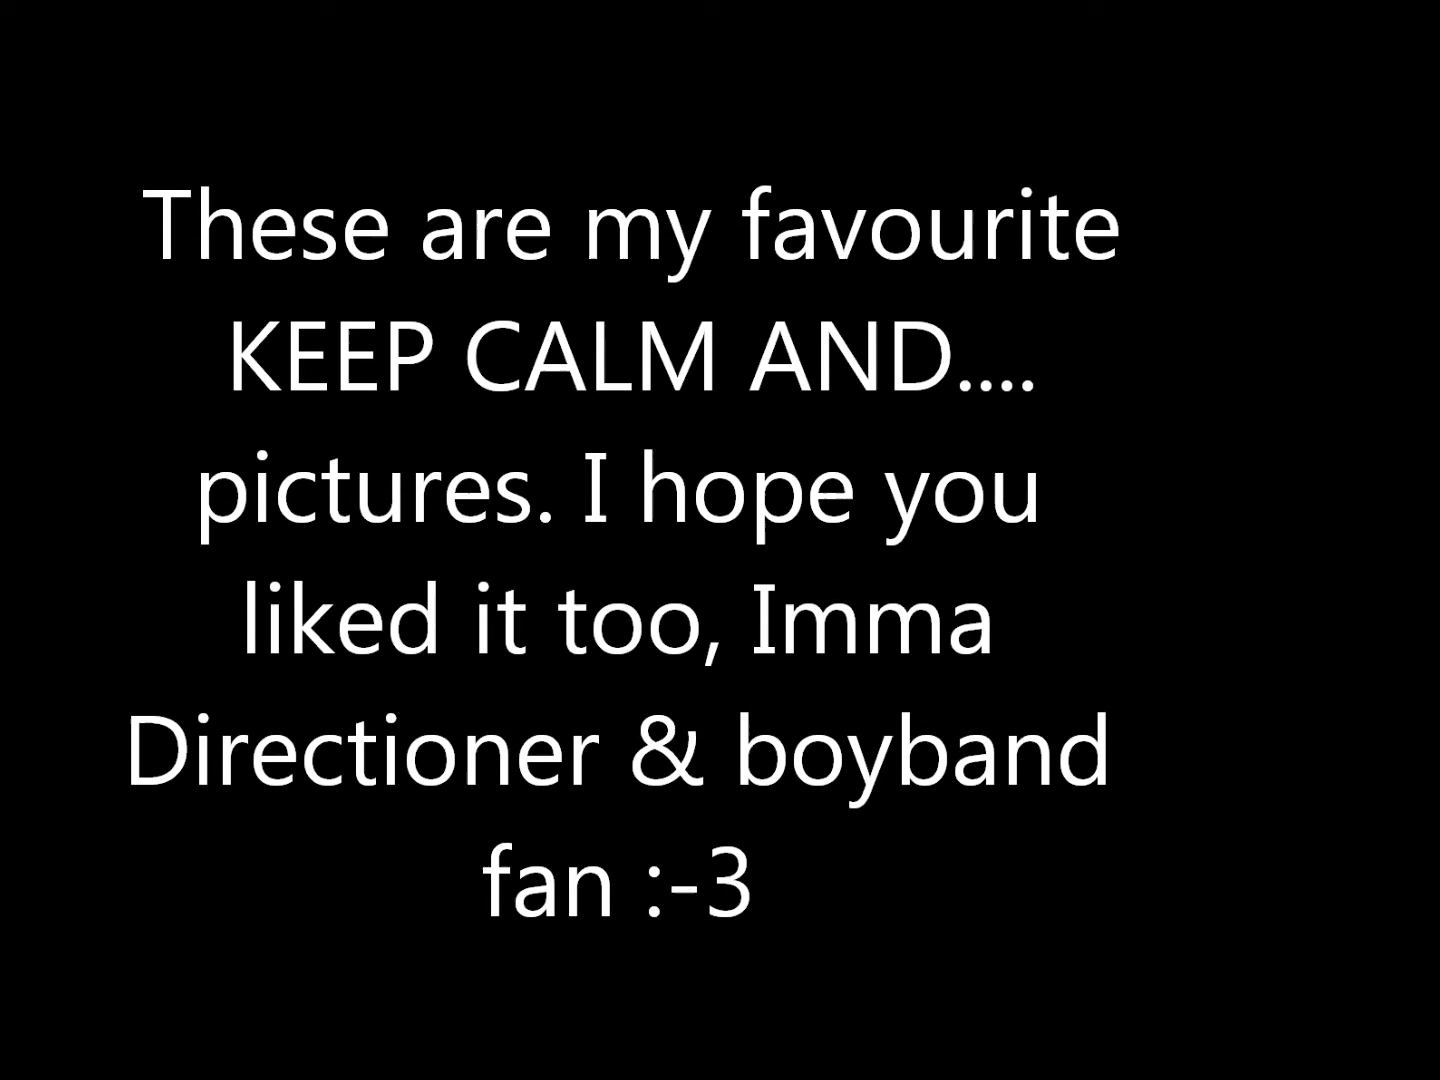 These are my favourite
KEEP CALM AND....
pictures. I hope you
liked it too, Imma
Directioner & boyband
fan :-3